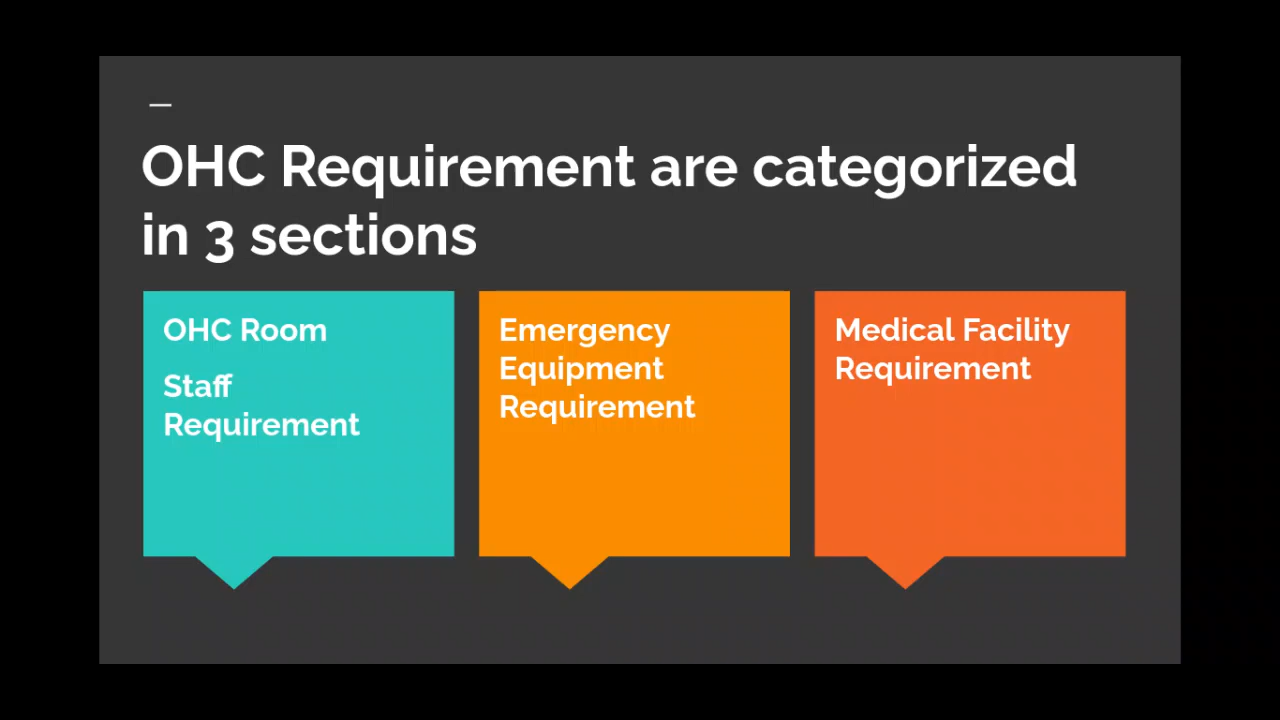 OHC Requirement are categorized
in 3 sections
OHC Room
Staff
Requirement
Emergency
Equipment
Requirement
Medical Facility
Requirement